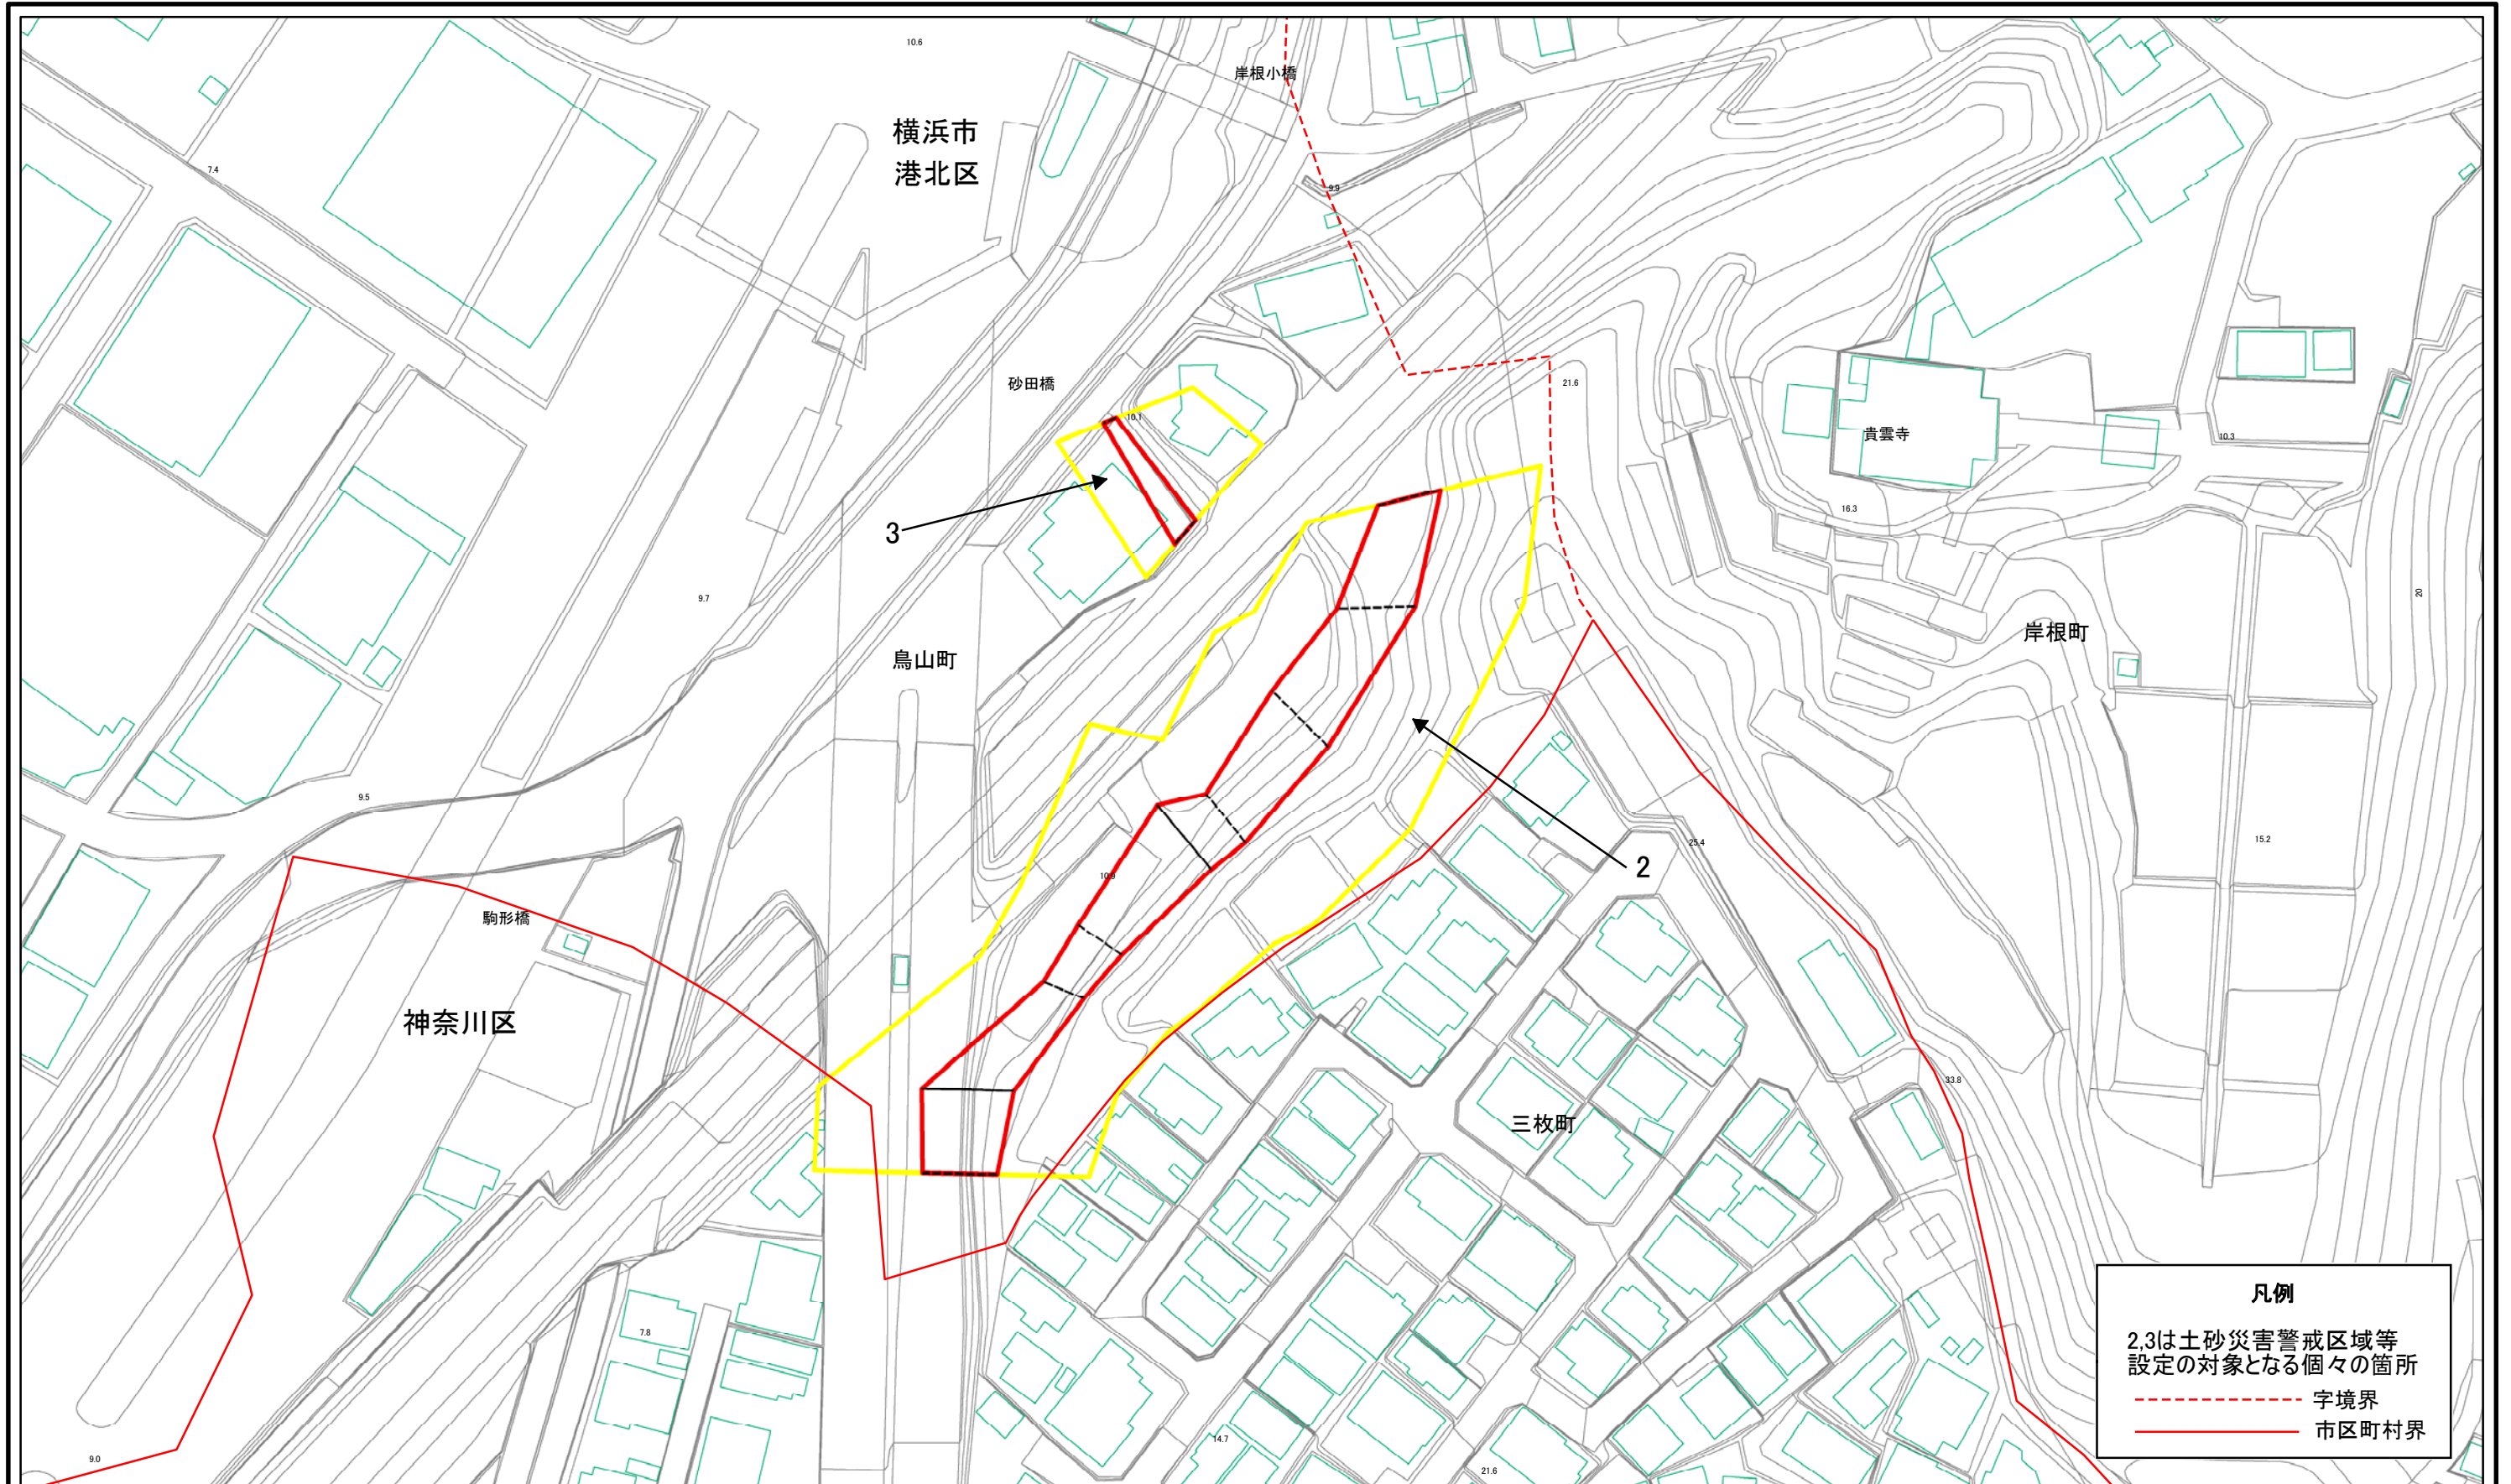 10.6
岸根小橋
横浜市
港北区
7.4
9.9
砂田橋
21.6
10.1
貴雲寺
10.3
16.3
3
9.7
20
岸根町
鳥山町
9.5
15.2
25.4
2
10.9
駒形橋
神奈川区
33.8
三枚町
7.8
14.7
21.6
9.0
凡例
2,3は土砂災害警戒区域等
設定の対象となる個々の箇所
字境界
市区町村界